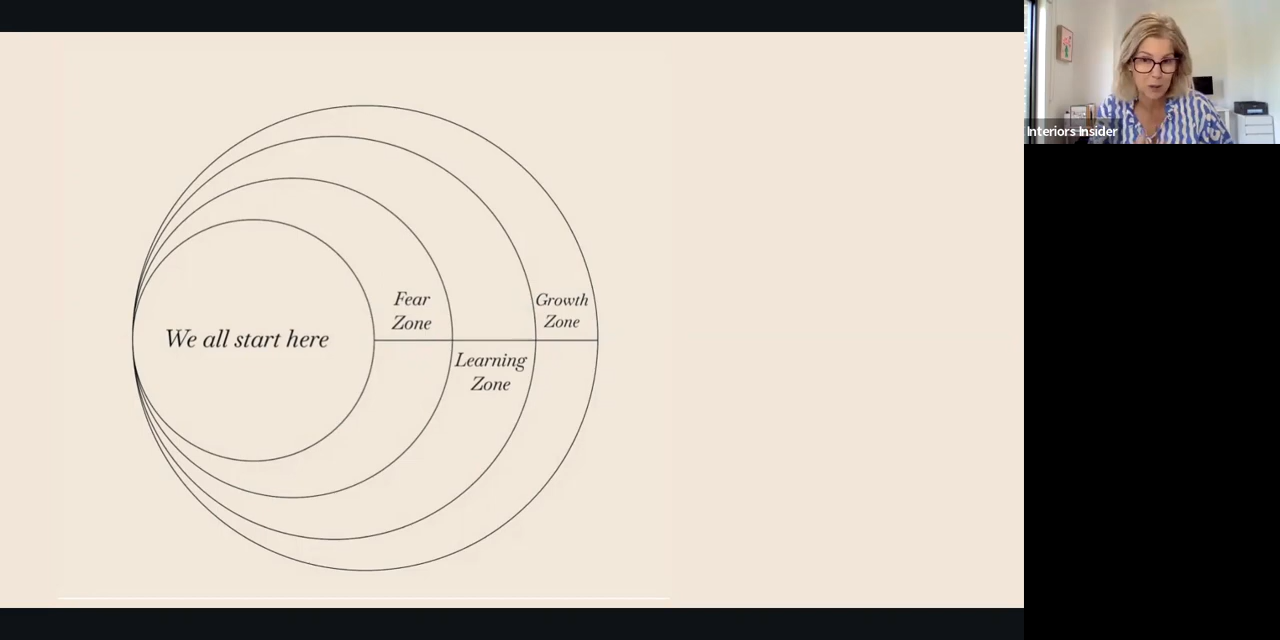 We all start here
Fear
Zone
Learning
Zone
Growth
Zone
Interiors Insider